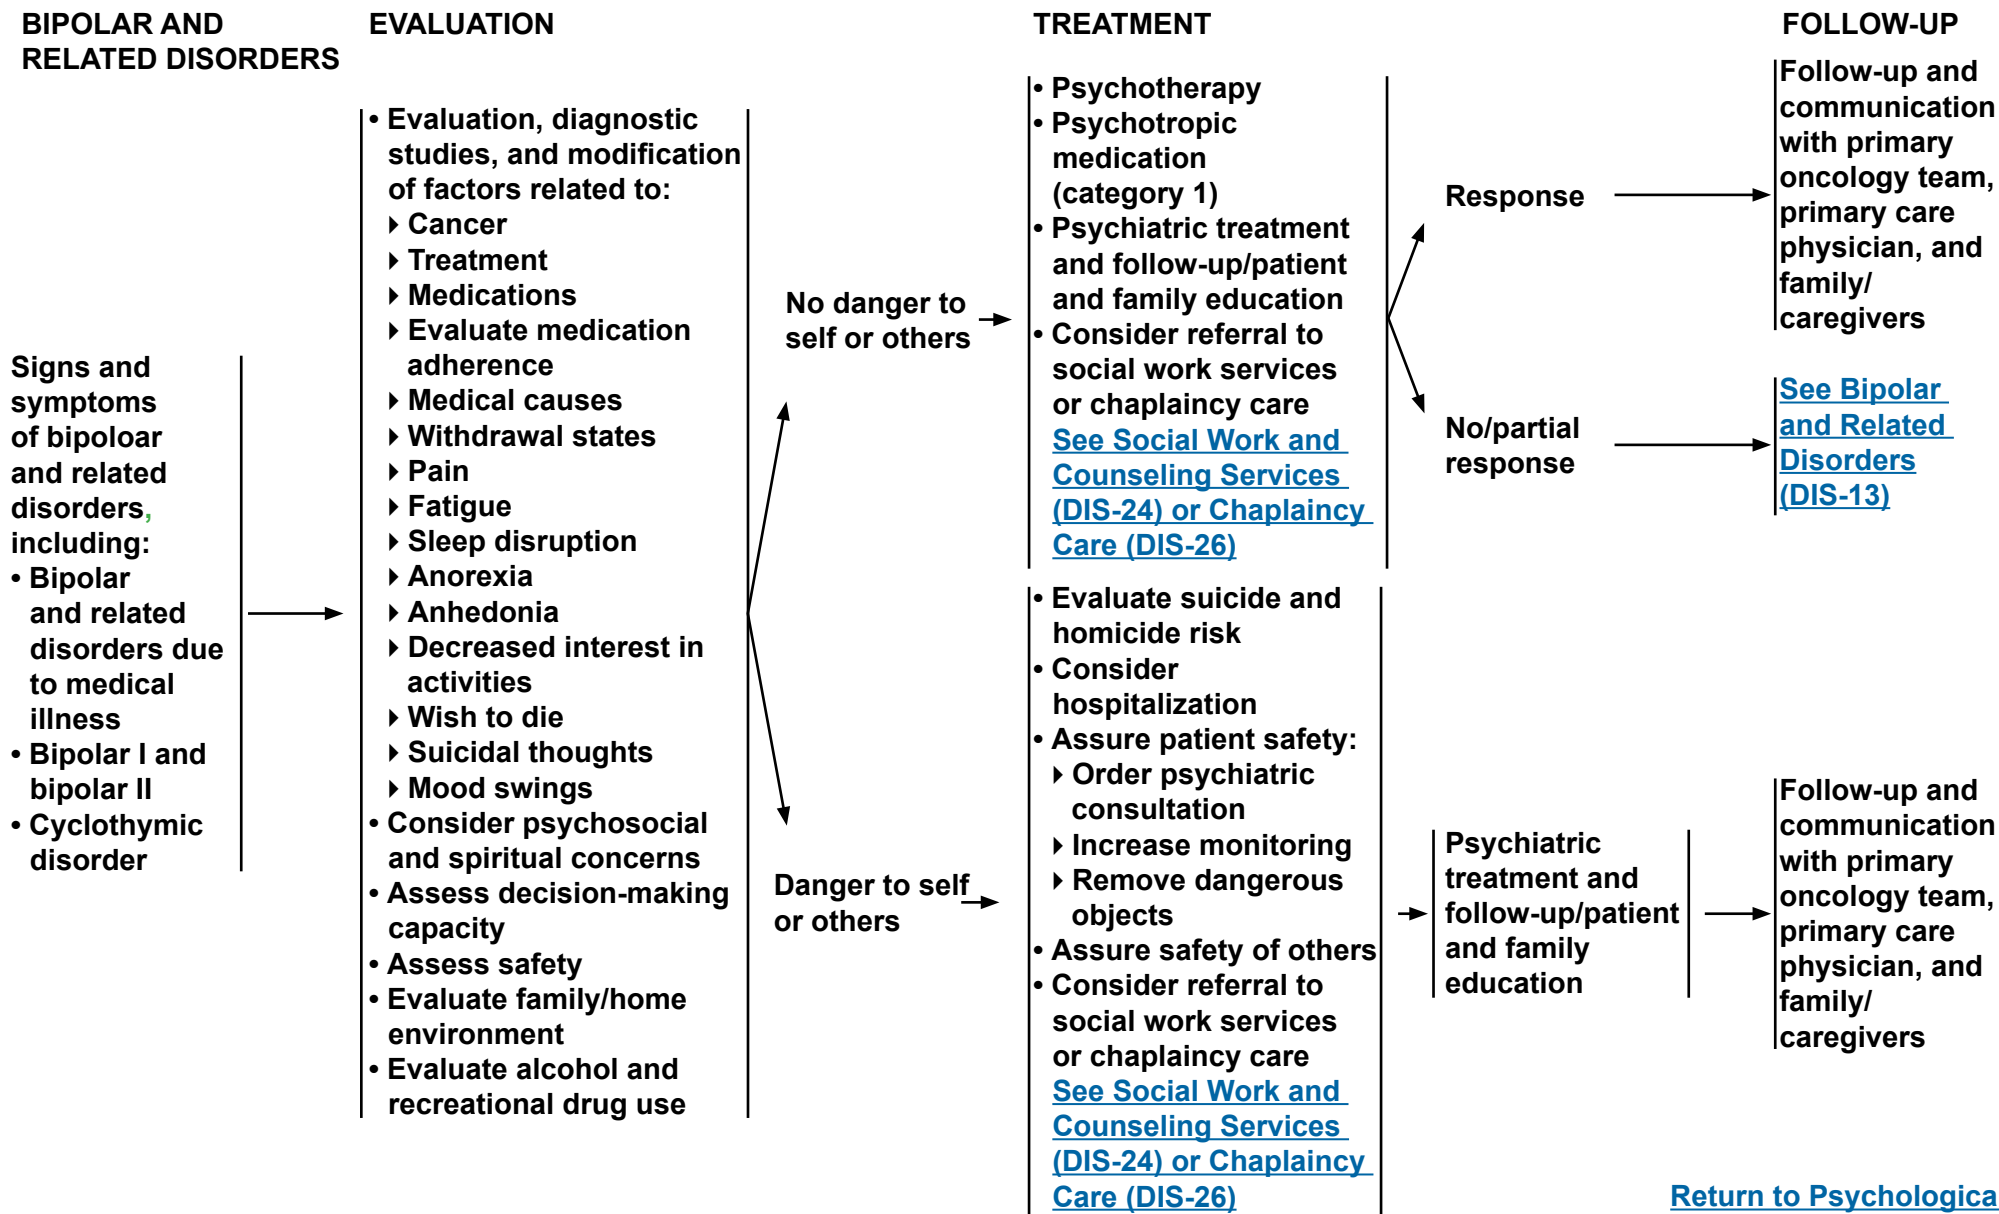 BIPOLAR AND
RELATED DISORDERS
EVALUATION
TREATMENT
FOLLOW-UP
Signs and
symptoms
of bipoloar
and related
disorders,
including:
• Bipolar
and related
disorders due
to medical
illness
• Bipolar I and
bipolar II
• Cyclothymic
disorder
• Evaluation, diagnostic
studies, and modification
of factors related to:
▸ Cancer
▸ Treatment
▸ Medications
▸ Evaluate medication
adherence
▸ Medical causes
▸ Withdrawal states
▸ Pain
▸ Fatigue
▸ Sleep disruption
▸ Anorexia
▸ Anhedonia
▸ Decreased interest in
activities
▸ Wish to die
▸ Suicidal thoughts
▸ Mood swings
• Consider psychosocial
and spiritual concerns
• Assess decision-making
capacity
• Assess safety
• Evaluate family/home
environment
• Evaluate alcohol and
recreational drug use
No danger to
self or others
• Psychotherapy
• Psychotropic
medication
(category 1)
• Psychiatric treatment
and follow-up/patient
and family education
• Consider referral to
social work services
or chaplaincy care
See Social Work and
Counseling Services
(DIS-24) or Chaplaincy
Care (DIS-26)
Response
Follow-up and
communication
with primary
oncology team,
primary care
physician, and
family/
caregivers
No/partial
response
See Bipolar
and Related
Disorders
(DIS-13)
Danger to self
or others
• Evaluate suicide and
homicide risk
• Consider
hospitalization
• Assure patient safety:
▸ Order psychiatric
consultation
▸ Increase monitoring
▸ Remove dangerous
objects
• Assure safety of others
• Consider referral to
social work services
or chaplaincy care
See Social Work and
Counseling Services
(DIS-24) or Chaplaincy
Care (DIS-26)
Psychiatric
treatment and
follow-up/patient
and family
education
Follow-up and
communication
with primary
oncology team,
primary care
physician, and
family/
caregivers
Return to Psychologica